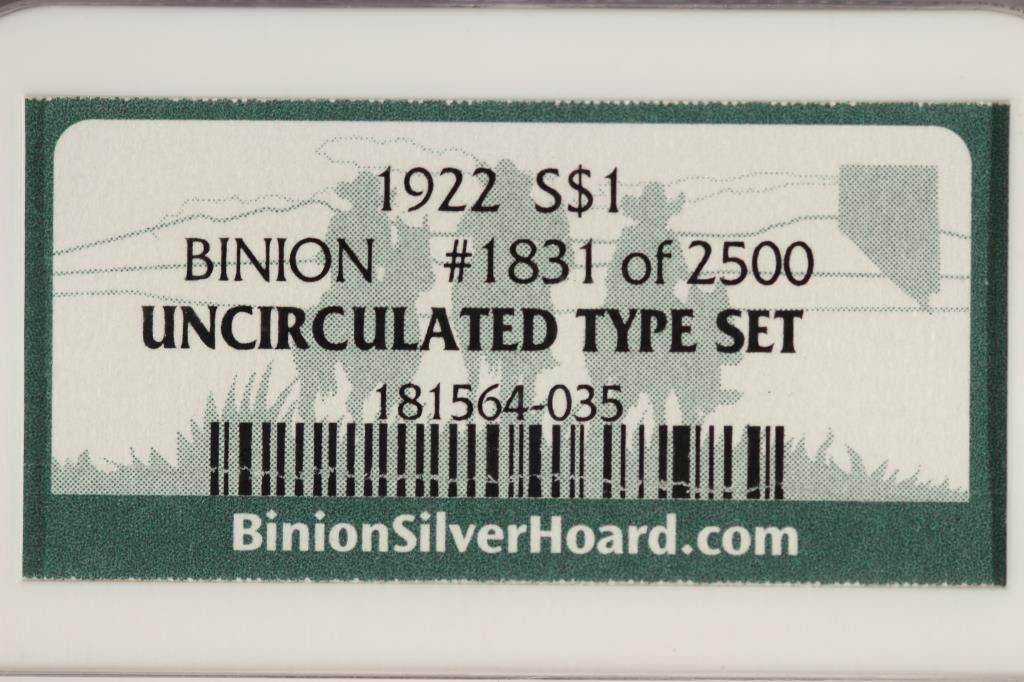 1922 S$1
BINION #1831 of 2500
UNCIRCULATED TYPE SET
181564-035
BinionSilverHoard.com